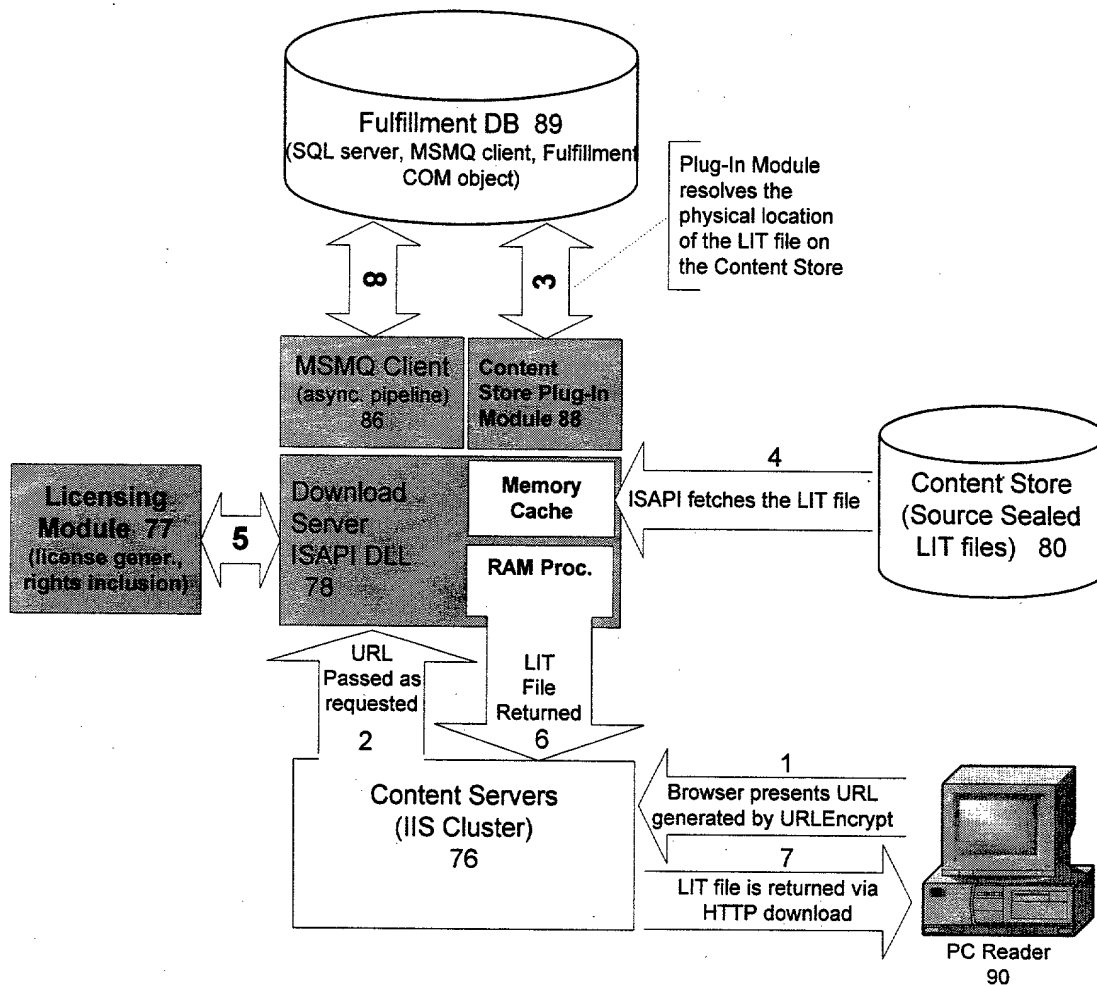 Fulfillment DB 89
(SQL server, MSMQ client, Fulfillment
COM object)
Plug-In Module
resolves the
physical location
of the LIT file on
the Content Store
8
3
MSMQ Client
(async. pipeline)
86
Content
Store Plug-In
Module 88
Licensing
Module 77
(license gener.,
rights inclusion)
5
Download
Server
ISAPI DLL
78
Memory
Cache
RAM Proc.
4
ISAPI fetches the LIT file
Content Store
(Source Sealed
LIT files) 80
URL
Passed as
requested
2
LIT
File
Returned
6
Content Servers
(IIS Cluster)
76
1
Browser presents URL
generated by URLEncrypt
7
LIT file is returned via
HTTP download
PC Reader
90